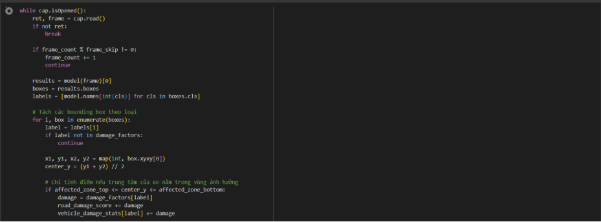 while cap.isOpened():
    ret, frame = cap.read()
    if not ret:
        break

    if frame_count % frame_skip != 0:
        frame_count += 1
        continue

    results = model(frame)[0]
    boxes = results.boxes
    labels = [model.names[int(cls)] for cls in boxes.cls]

    # Tách các bounding box theo loại
    for i, box in enumerate(boxes):
        label = labels[i]
        if label not in damage_factors:
            continue

        x1, y1, x2, y2 = map(int, box.xyxy[0])
        center_y = (y1 + y2) // 2

        # Chỉ tính điểm nếu trung tâm của xe nằm trong vùng ảnh hưởng
        if affected_zone_top <= center_y <= affected_zone_bottom:
            damage = damage_factors[label]
            road_damage_score += damage
            vehicle_damage_stats[label] += damage